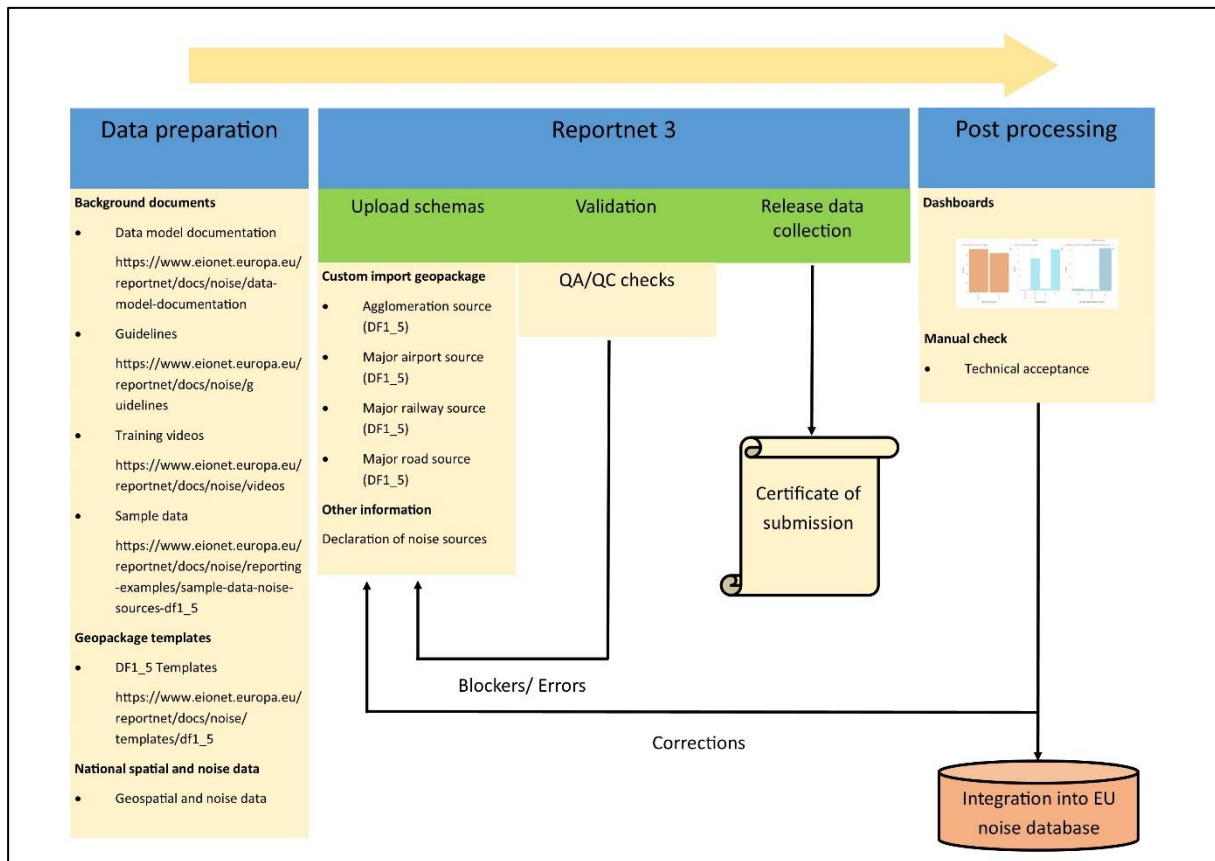 Data preparation
Background documents
• Data model documentation
https://www.eionet.europa.eu/
reportnet/docs/noise/data-
model-documentation
• Guidelines
https://www.eionet.europa.eu/
reportnet/docs/noise/g
uidelines
• Training videos
https://www.eionet.europa.eu/
reportnet/docs/noise/videos
• Sample data
https://www.eionet.europa.eu/
reportnet/docs/noise/reporting
-examples/sample-data-noise-
sources-df1_5
Geopackage templates
• DF1_5 Templates
https://www.eionet.europa.eu/
reportnet/docs/noise/
templates/df1_5
National spatial and noise data
• Geospatial and noise data
Reportnet 3
Upload schemas
Custom import geopackage
• Agglomeration source
(DF1_5)
• Major airport source
(DF1_5)
• Major railway source
(DF1_5)
• Major road source
(DF1_5)
Other information
Declaration of noise sources
Validation
QA/QC checks
Release data
collection
Certificate of
submission
Blockers/ Errors
Corrections
Post processing
Dashboards
Manual check
• Technical acceptance
Integration into EU
noise database